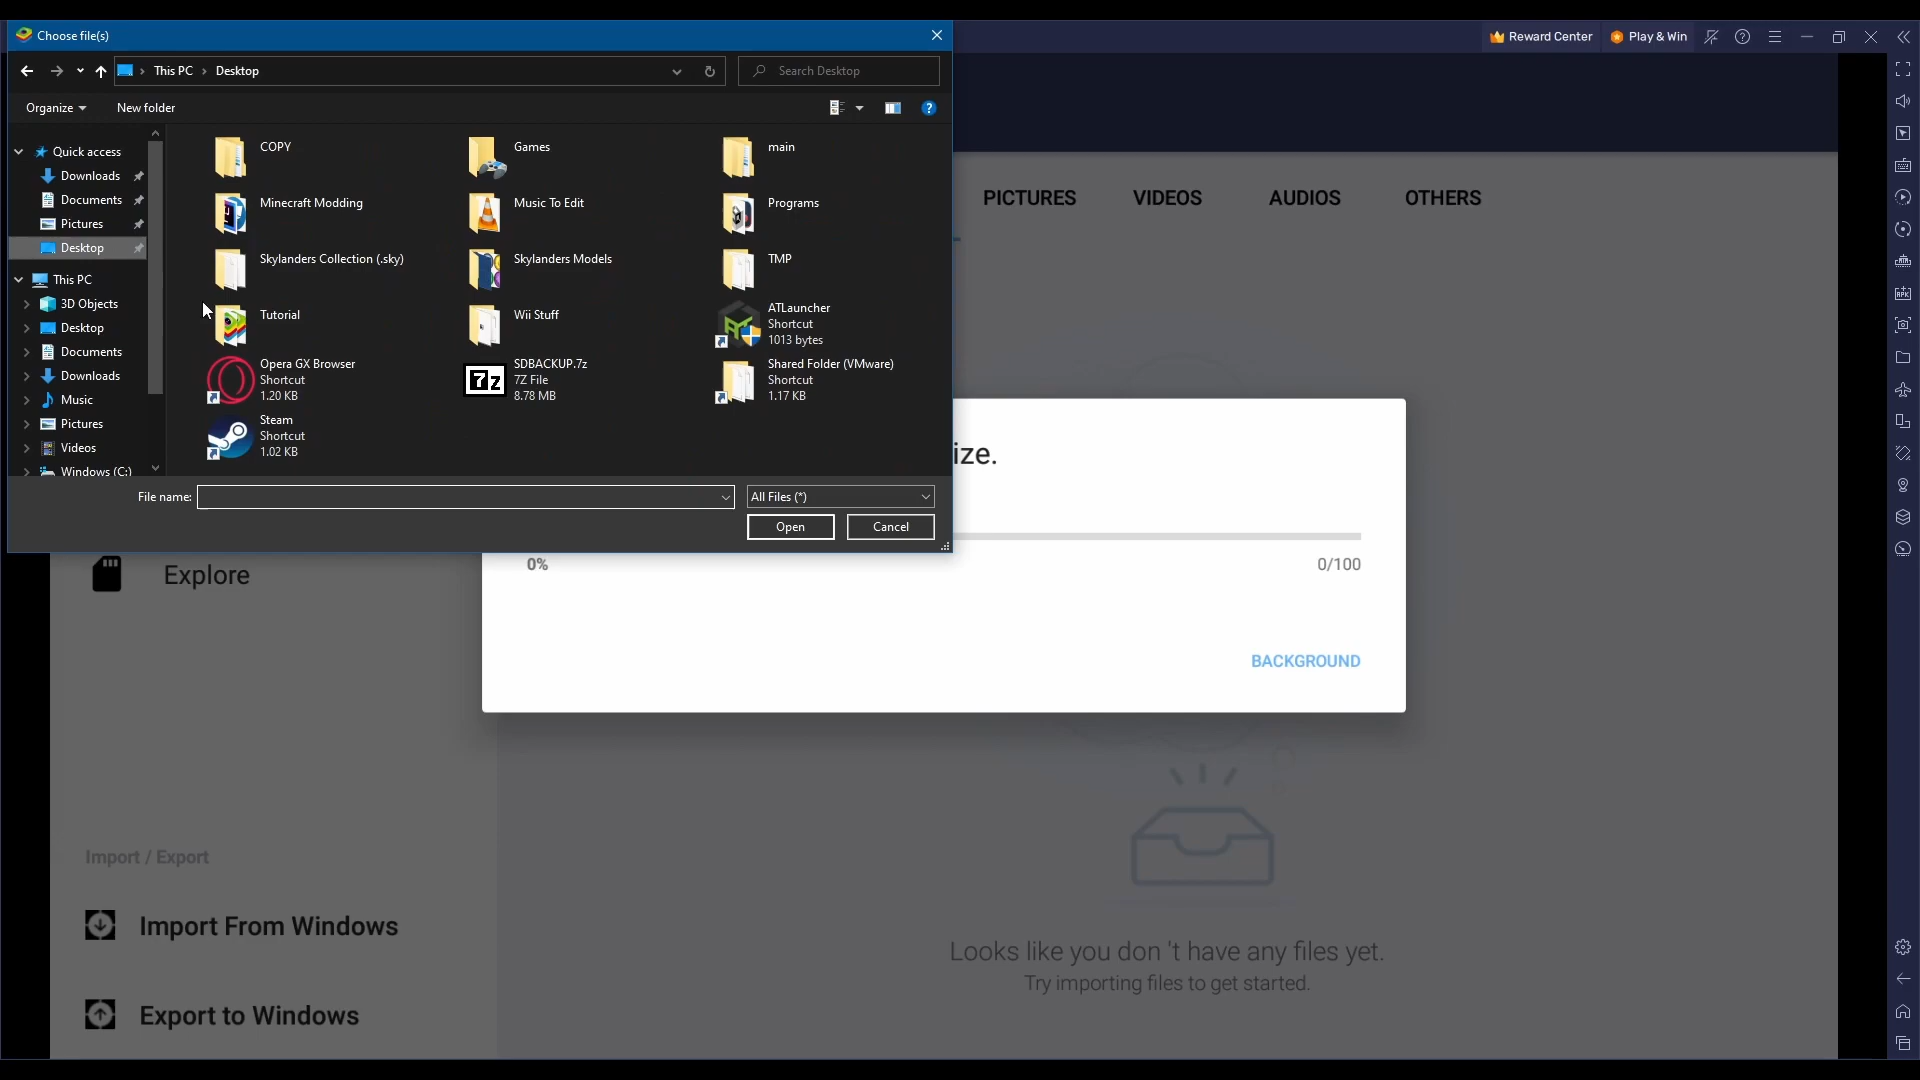 Choose file(s)
Reward Center
Play & Win
This PC
Desktop
Search Desktop
Organize
New folder
Quick access
Downloads
Documents
Pictures
Desktop
This PC
3D Objects
Desktop
Documents
Downloads
Music
Pictures
Videos
Windows (C:)
COPY
Games
main
Minecraft Modding
Music To Edit
Programs
Skylanders Collection (.sky)
Skylanders Models
TMP
Tutorial
Wii Stuff
ATLauncher
Shortcut
1013 bytes
Opera GX Browser
Shortcut
1.20 KB
7z
SDBACKUP.7z
7Z File
8.78 MB
Shared Folder (VMware)
Shortcut
1.17 KB
Steam
Shortcut
1.02 KB
File name:
All Files (*)
Open
Cancel
PICTURES
VIDEOS
AUDIOS
OTHERS
ize.
0%
0/100
BACKGROUND
Explore
Import / Export
Import From Windows
Export to Windows
Looks like you don 't have any files yet.
Try importing files to get started.